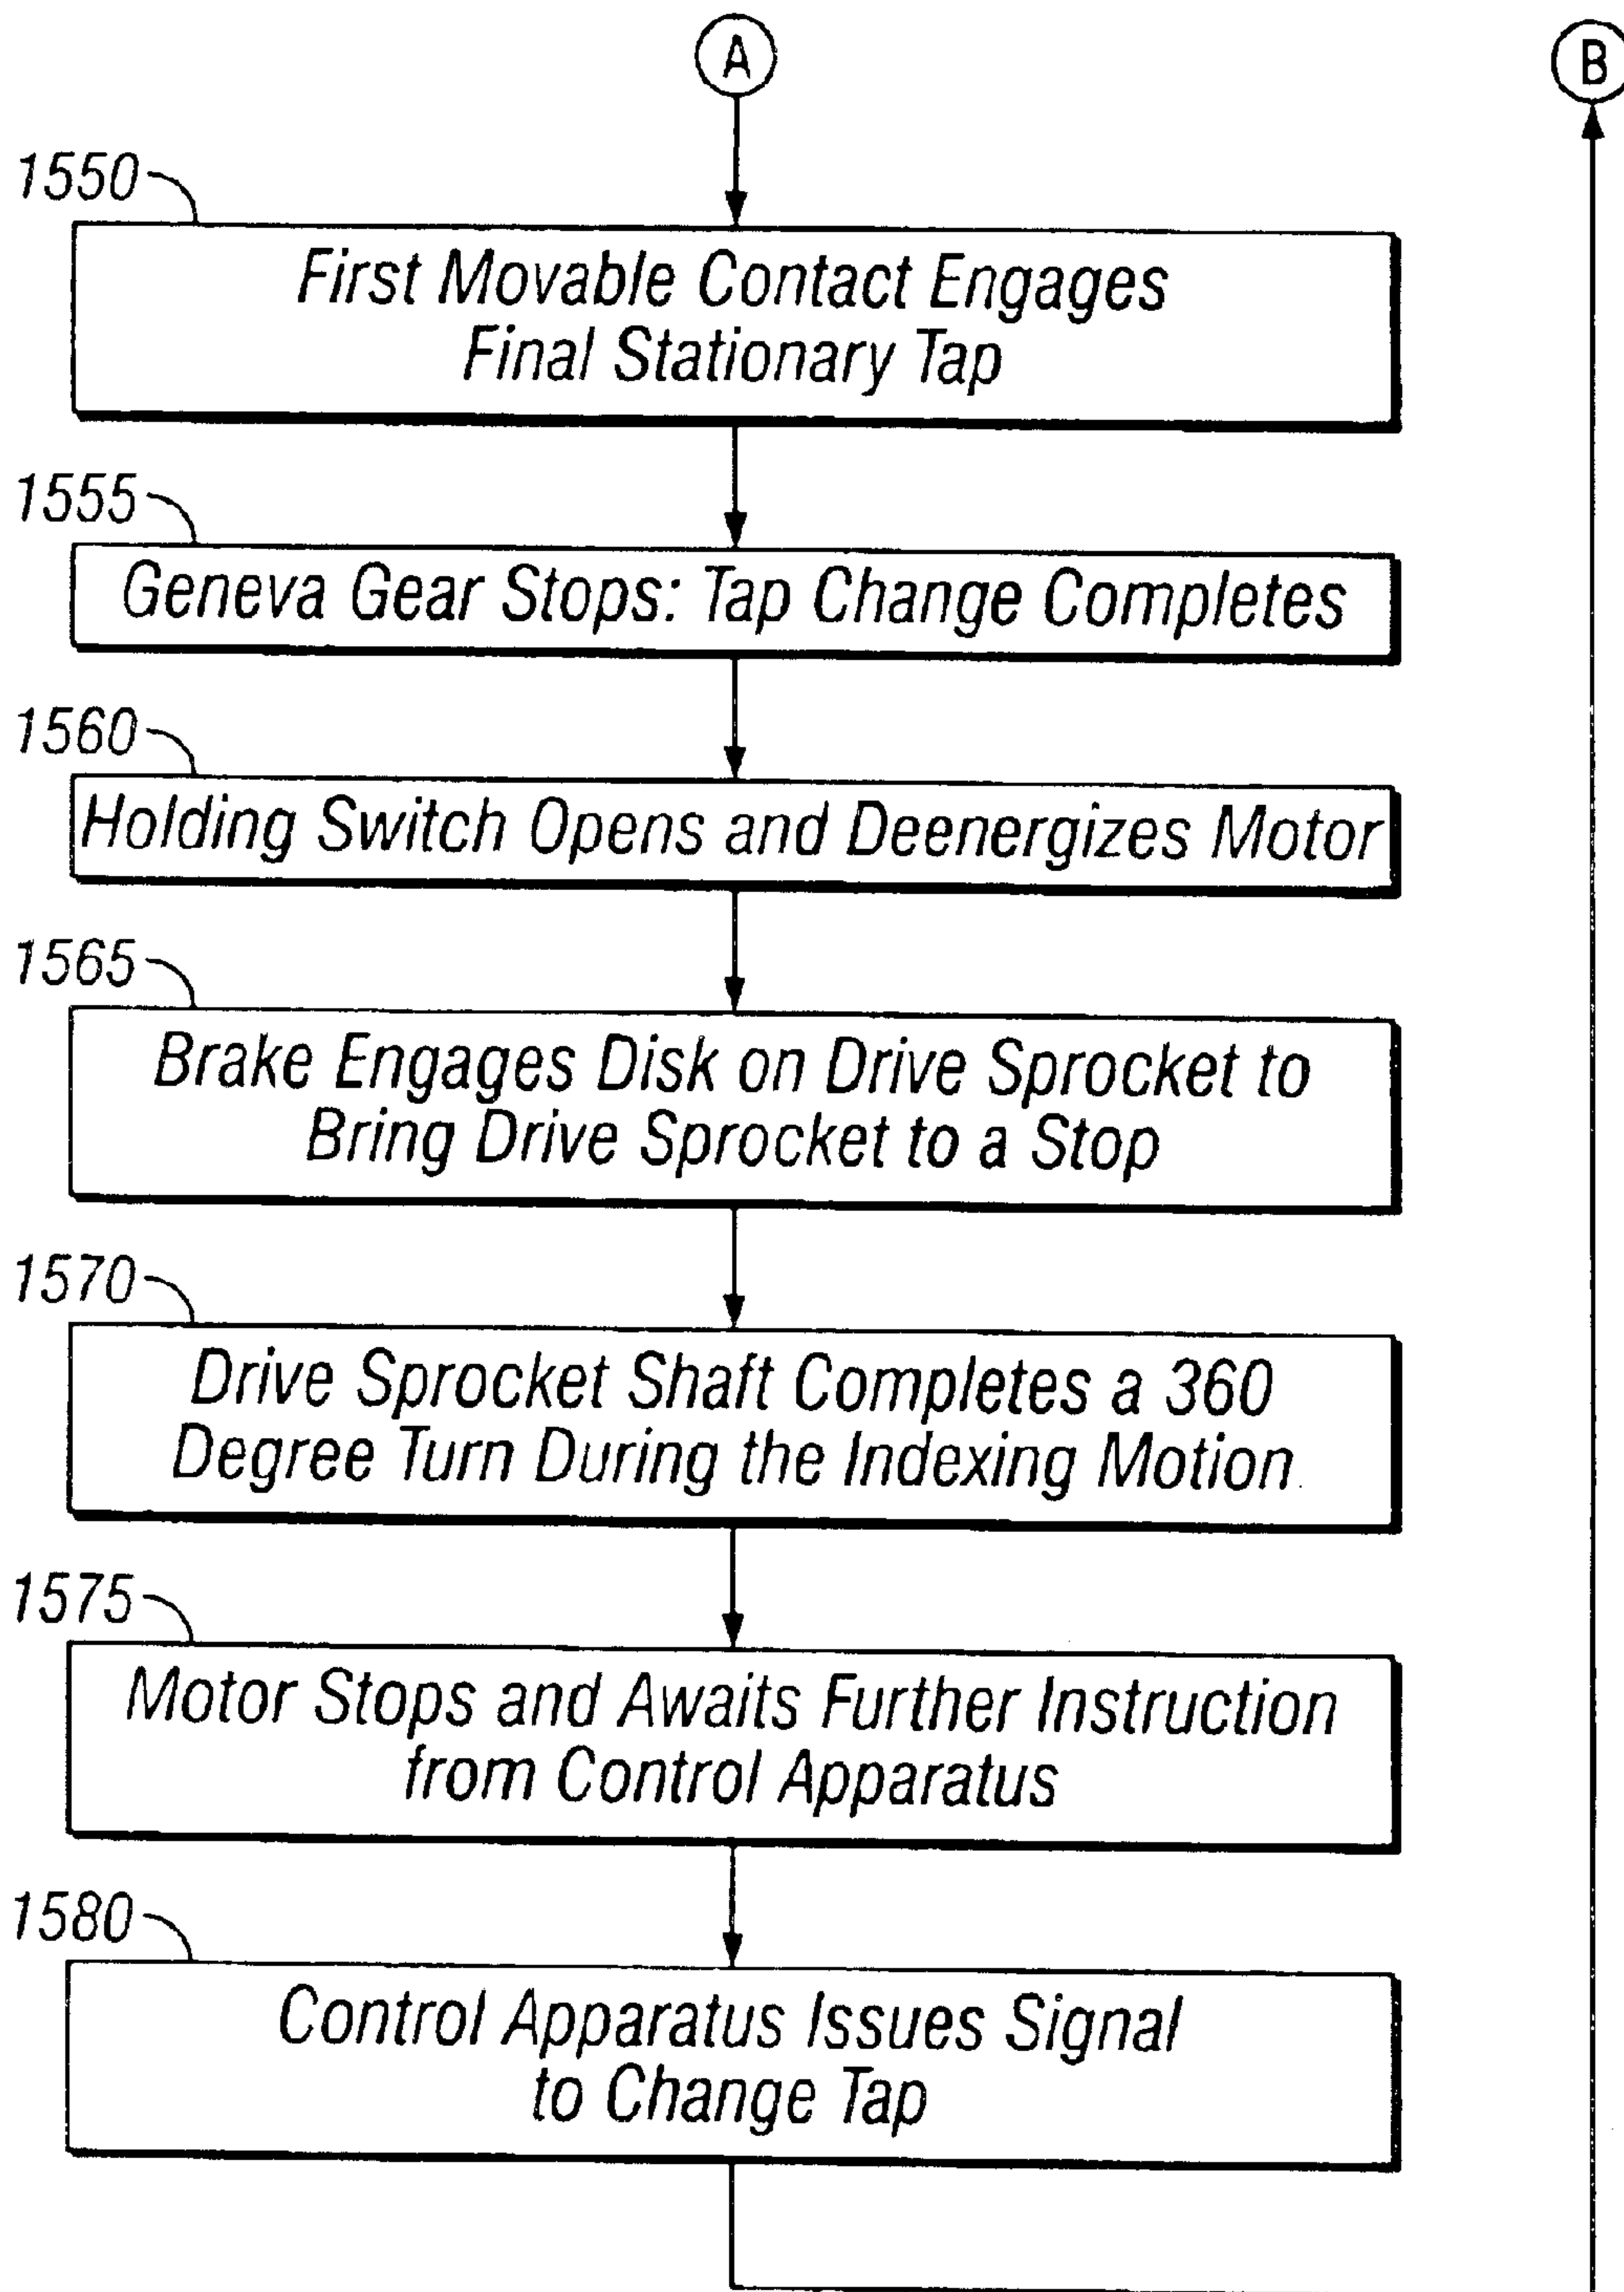 A
B
1550
First Movable Contact Engages
Final Stationary Tap
1555
Geneva Gear Stops: Tap Change Completes
1560
Holding Switch Opens and Deenergizes Motor
1565
Brake Engages Disk on Drive Sprocket to
Bring Drive Sprocket to a Stop
1570
Drive Sprocket Shaft Completes a 360
Degree Turn During the Indexing Motion
1575
Motor Stops and Awaits Further Instruction
from Control Apparatus
1580
Control Apparatus Issues Signal
to Change Tap